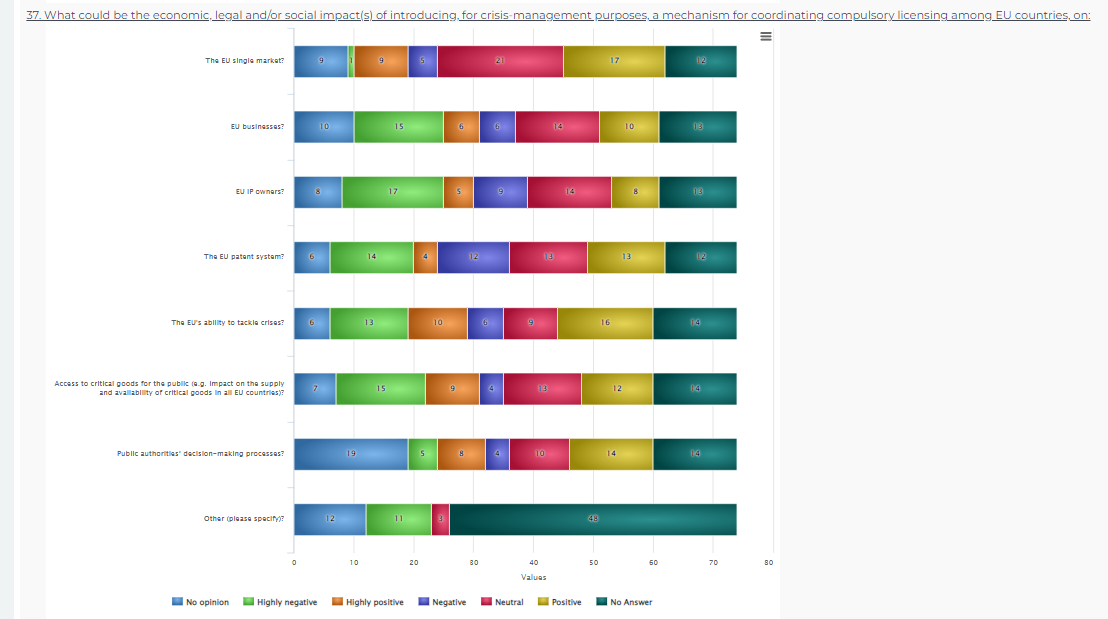 37. What could be the economic, legal and/or social impact(s) of introducing, for crisis-management purposes, a mechanism for coordinating compulsory licensing among EU countries, on:
The EU single market?
9 1 9 5 21 17 12
EU businesses?
10 15 6 6 14 10 13
EU IP owners?
8 17 5 9 14 8 13
The EU patent system?
6 14 4 12 13 13 12
The EU's ability to tackle crises?
6 13 10 6 9 16 14
Access to critical goods for the public (e.g. impact on the supply
and availability of critical goods in all EU countries)?
7 15 9 4 13 12 14
Public authorities' decision-making processes?
19 5 8 4 10 14 14
Other (please specify)?
12 11 3 48
0 10 20 30 40 50 60 70 80
Values
No opinion Highly negative Highly positive Negative Neutral Positive No Answer